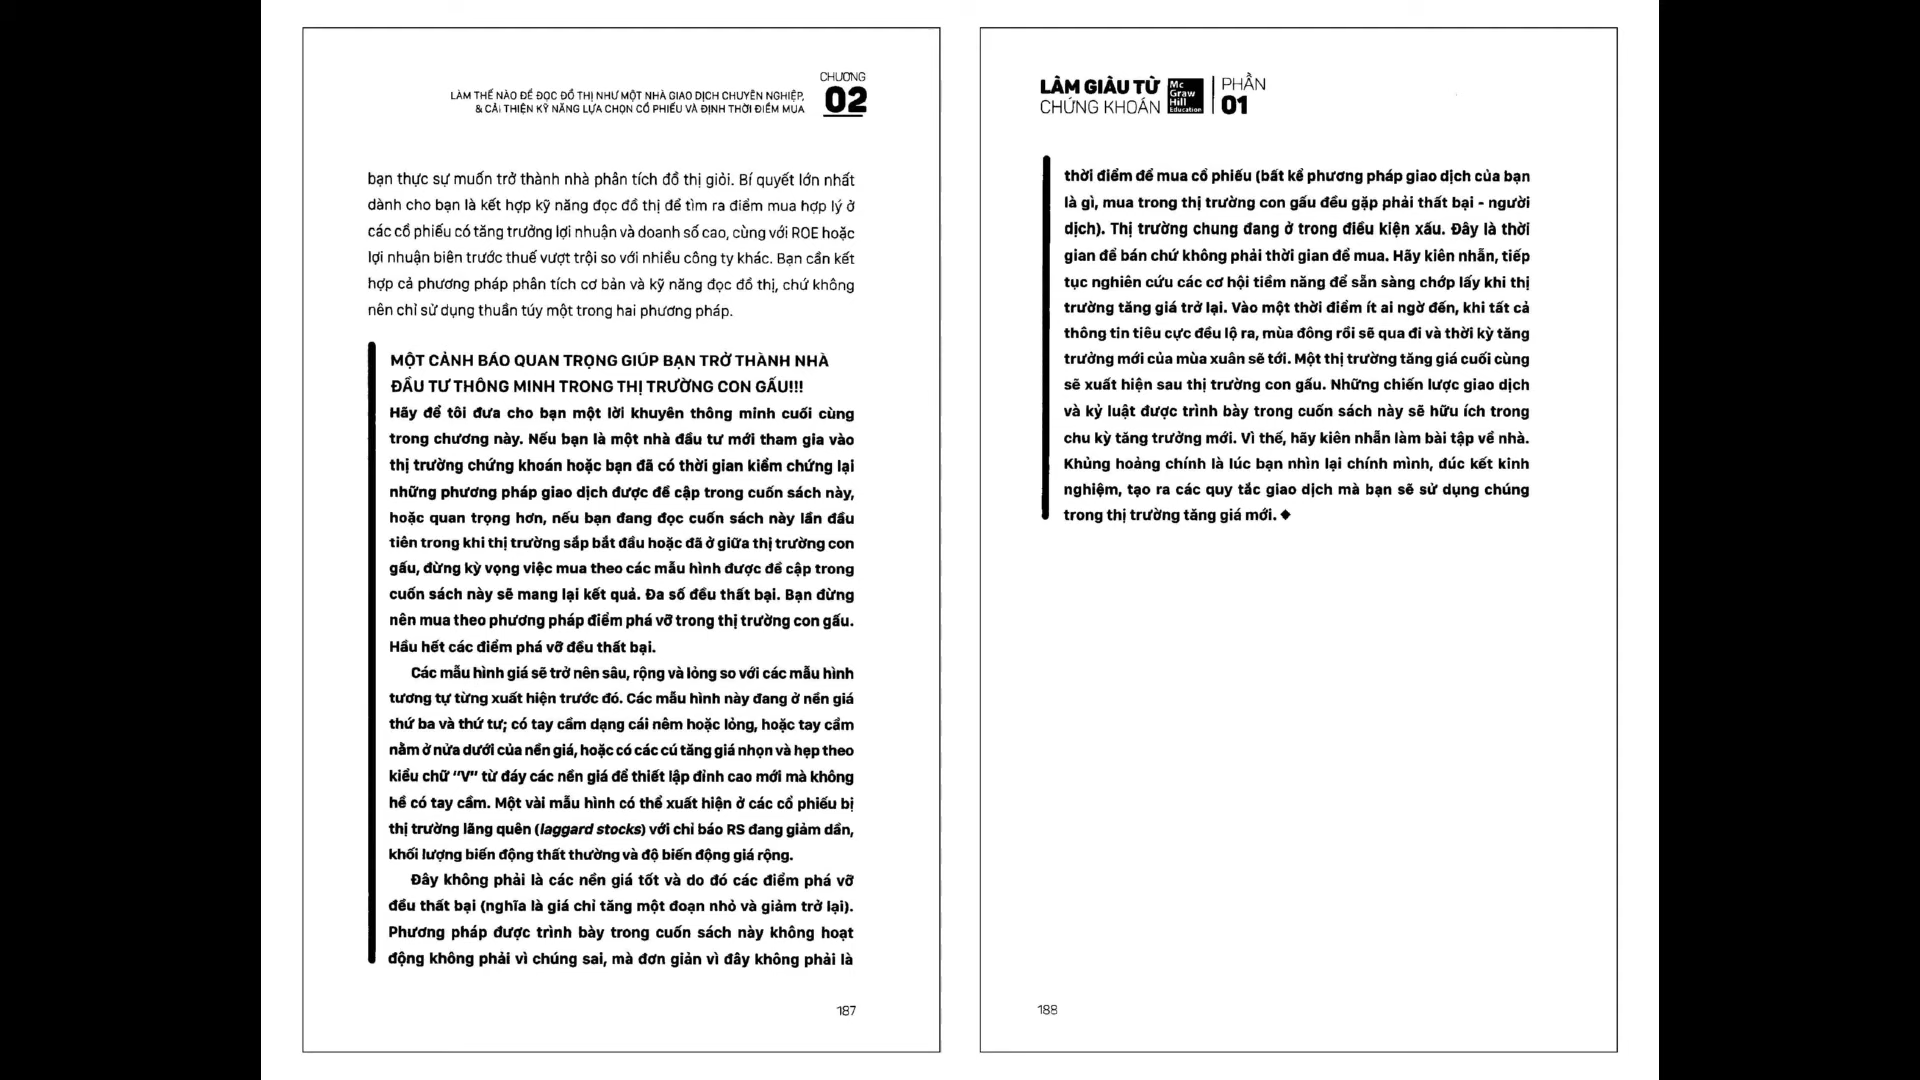 CHƯƠNG
LÀM THẾ NÀO ĐỂ ĐỌC ĐỒ THỊ NHƯ MỘT NHÀ GIAO DỊCH CHUYÊN NGHIỆP,
& CẢI THIỆN KỸ NĂNG LỰA CHỌN CỔ PHIẾU VÀ ĐỊNH THỜI ĐIỂM MUA
02
bạn thực sự muốn trở thành nhà phân tích đồ thị giỏi. Bí quyết lớn nhất
dành cho bạn là kết hợp kỹ năng đọc đồ thị để tìm ra điểm mua hợp lý ở
các cổ phiếu có tăng trưởng lợi nhuận và doanh số cao, cùng với ROE hoặc
lợi nhuận biên trước thuế vượt trội so với nhiều công ty khác. Bạn cần kết
hợp cả phương pháp phân tích cơ bản và kỹ năng đọc đồ thị, chứ không
nên chỉ sử dụng thuần túy một trong hai phương pháp.
MỘT CẢNH BÁO QUAN TRỌNG GIÚP BẠN TRỞ THÀNH NHÀ
ĐẦU TƯ THÔNG MINH TRONG THỊ TRƯỜNG CON GẤU!!!
Hãy để tôi đưa cho bạn một lời khuyên thông minh cuối cùng
trong chương này. Nếu bạn là một nhà đầu tư mới tham gia vào
thị trường chứng khoán hoặc bạn đã có thời gian kiểm chứng lại
những phương pháp giao dịch được đề cập trong cuốn sách này,
hoặc quan trọng hơn, nếu bạn đang đọc cuốn sách này lần đầu
tiên trong khi thị trường sắp bắt đầu hoặc đã ở giữa thị trường con
gấu, đừng kỳ vọng việc mua theo các mẫu hình được đề cập trong
cuốn sách này sẽ mang lại kết quả. Đa số đều thất bại. Bạn đừng
nên mua theo phương pháp điểm phá vỡ trong thị trường con gấu.
Hầu hết các điểm phá vỡ đều thất bại.
Các mẫu hình giá sẽ trở nên sâu, rộng và lỏng so với các mẫu hình
tương tự từng xuất hiện trước đó. Các mẫu hình này đang ở nền giá
thứ ba và thứ tư; có tay cầm dạng cái nêm hoặc lỏng, hoặc tay cầm
nằm ở nửa dưới của nền giá, hoặc có các cú tăng giá nhọn và hẹp theo
kiểu chữ "V" từ đáy các nền giá để thiết lập đỉnh cao mới mà không
hề có tay cầm. Một vài mẫu hình có thể xuất hiện ở các cổ phiếu bị
thị trường lãng quên (laggard stocks) với chỉ báo RS đang giảm dần,
khối lượng biến động thất thường và độ biến động giá rộng.
Đây không phải là các nền giá tốt và do đó các điểm phá vỡ
đều thất bại (nghĩa là giá chỉ tăng một đoạn nhỏ và giảm trở lại).
Phương pháp được trình bày trong cuốn sách này không hoạt
động không phải vì chúng sai, mà đơn giản vì đây không phải là
187
LÀM GIÀU TỪ
CHỨNG KHOÁN
Mc
Graw
Hill
Education
PHẦN
01
thời điểm để mua cổ phiếu (bất kể phương pháp giao dịch của bạn
là gì, mua trong thị trường con gấu đều gặp phải thất bại - người
dịch). Thị trường chung đang ở trong điều kiện xấu. Đây là thời
gian để bán chứ không phải thời gian để mua. Hãy kiên nhẫn, tiếp
tục nghiên cứu các cơ hội tiềm năng để sẵn sàng chớp lấy khi thị
trường tăng giá trở lại. Vào một thời điểm ít ai ngờ đến, khi tất cả
thông tin tiêu cực đều lộ ra, mùa đông rồi sẽ qua đi và thời kỳ tăng
trưởng mới của mùa xuân sẽ tới. Một thị trường tăng giá cuối cùng
sẽ xuất hiện sau thị trường con gấu. Những chiến lược giao dịch
và kỷ luật được trình bày trong cuốn sách này sẽ hữu ích trong
chu kỳ tăng trưởng mới. Vì thế, hãy kiên nhẫn làm bài tập về nhà.
Khủng hoảng chính là lúc bạn nhìn lại chính mình, đúc kết kinh
nghiệm, tạo ra các quy tắc giao dịch mà bạn sẽ sử dụng chúng
trong thị trường tăng giá mới. ◆
188